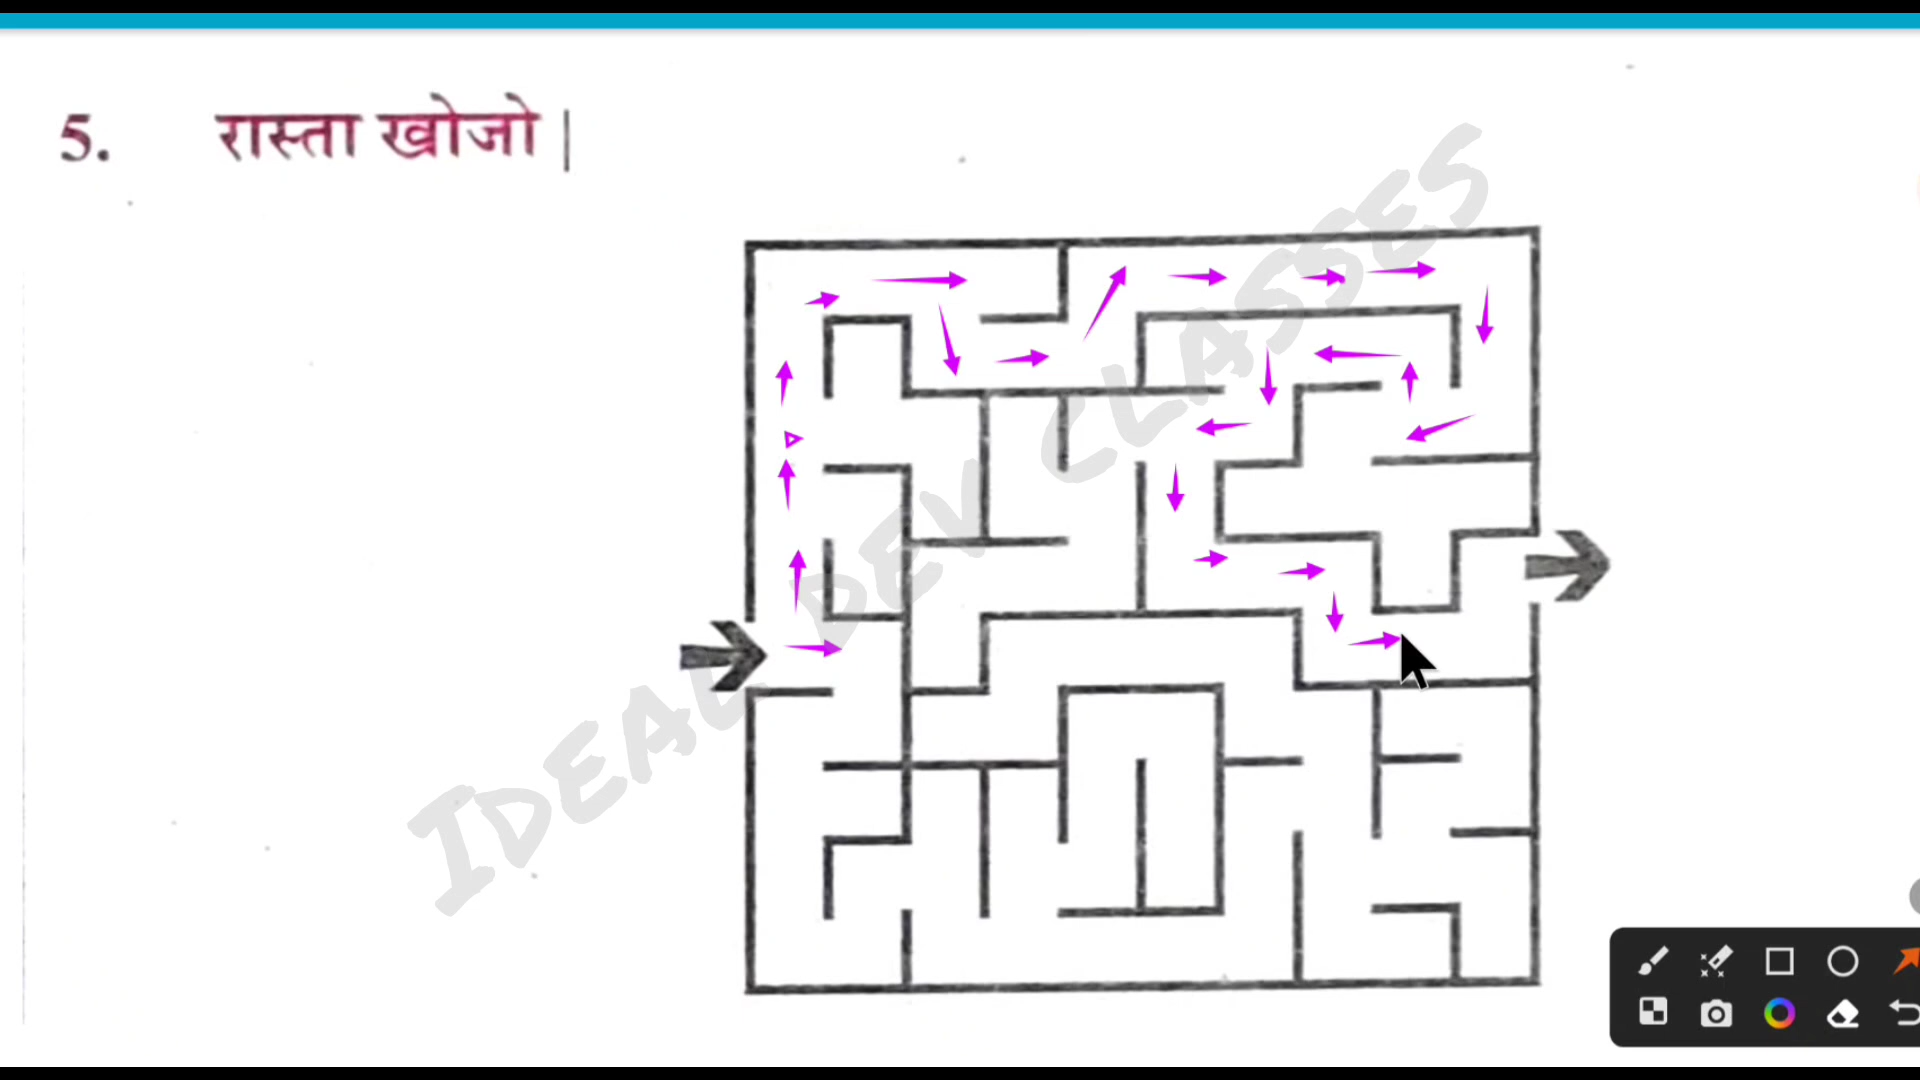 5. रास्ता खोजो |
IDEAL DEV CLASSES